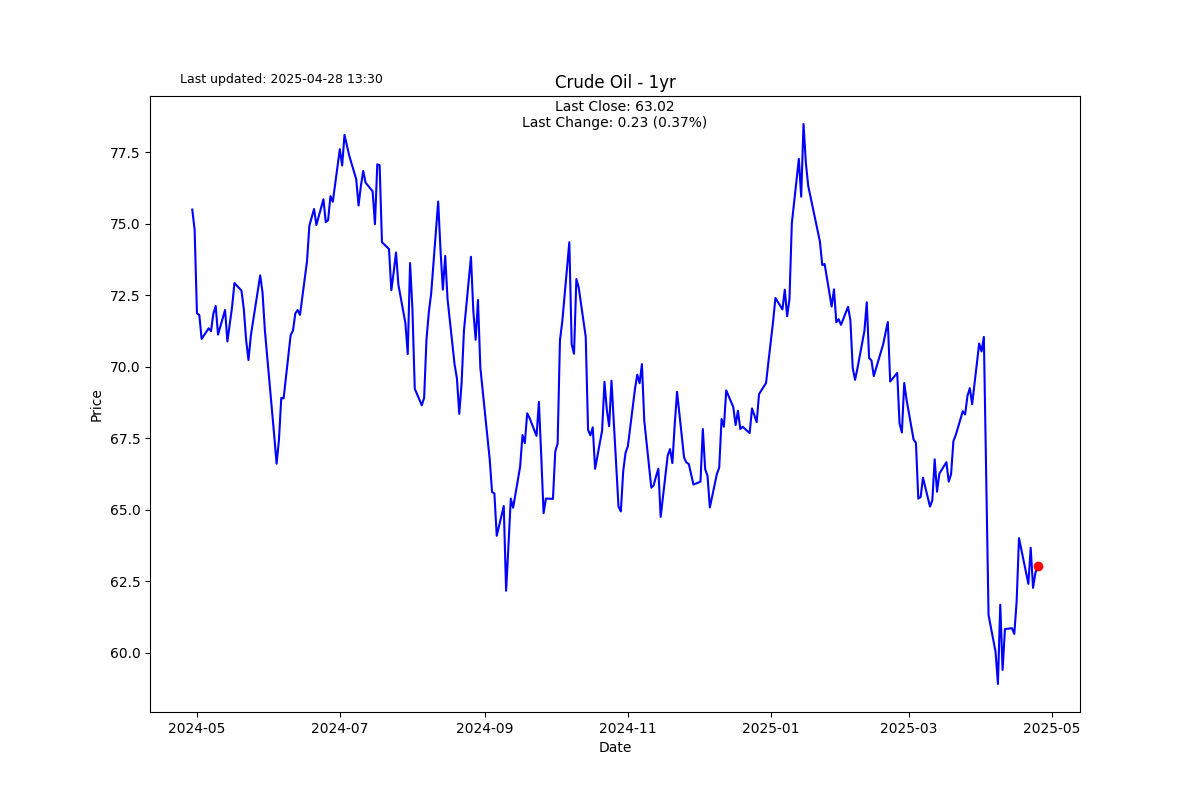 Last updated: 2025-04-28 13:30
Crude Oil - 1yr
Last Close: 63.02
Last Change: 0.23 (0.37%)
77.5
75.0
72.5
70.0
67.5
65.0
62.5
60.0
Price
2024-05
2024-07
2024-09
2024-11
2025-01
2025-03
2025-05
Date